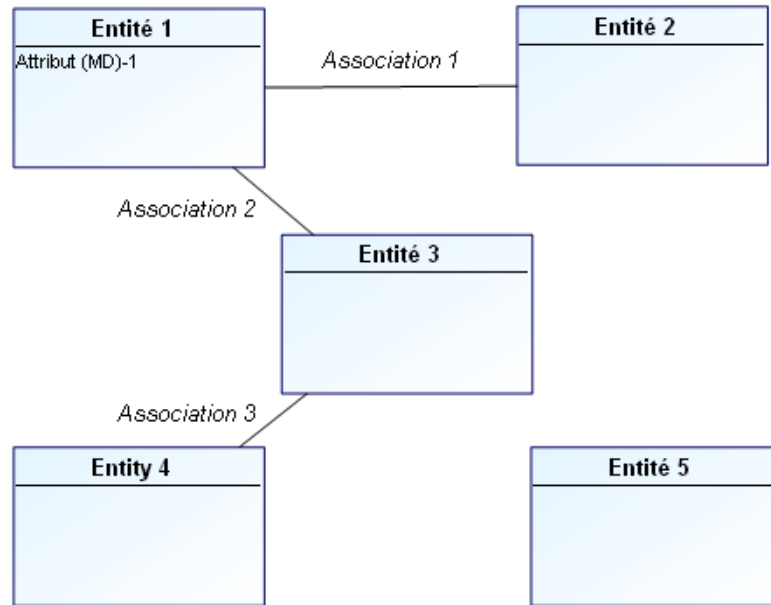 Entité 1
Attribut (MD)-1
Association 1
Entité 2
Association 2
Entité 3
Association 3
Entity 4
Entité 5